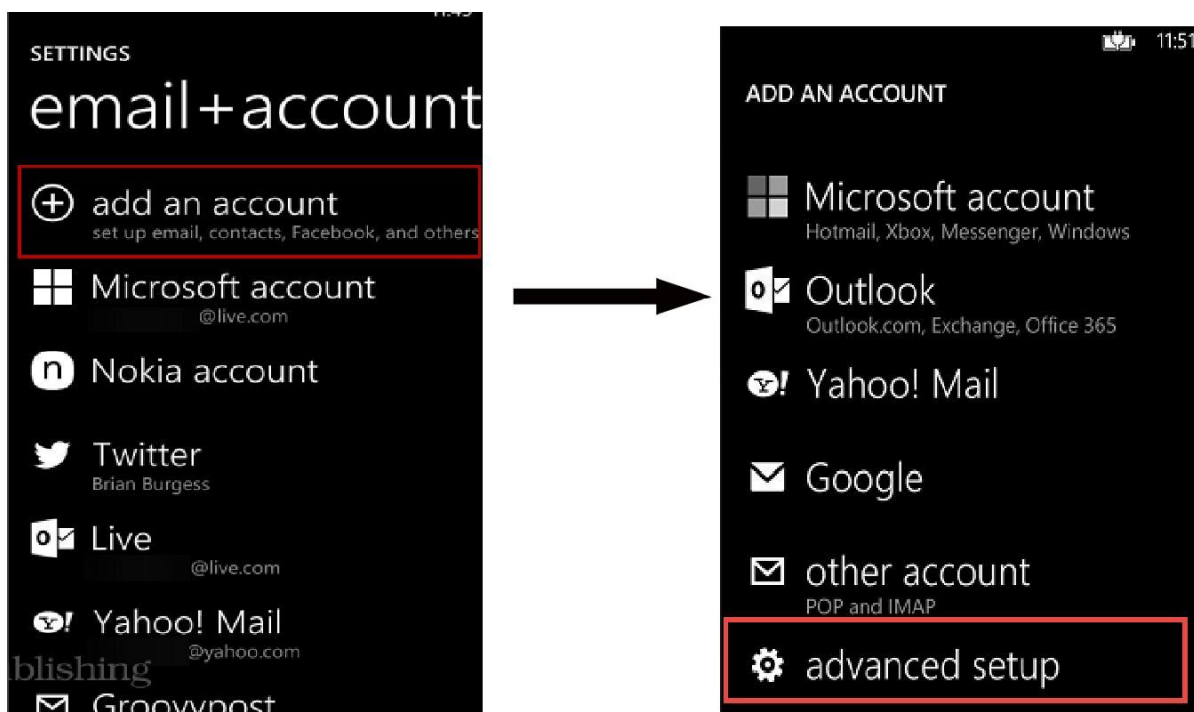 SETTINGS
email+account
add an account
set up email, contacts, Facebook, and others
Microsoft account
@live.com
n Nokia account
Twitter
Brian Burgess
Live
@live.com
Yahoo! Mail
@yahoo.com
blishing
Groovypost
11:51
ADD AN ACCOUNT
Microsoft account
Hotmail, Xbox, Messenger, Windows
Outlook
Outlook.com, Exchange, Office 365
Yahoo! Mail
Google
other account
POP and IMAP
advanced setup